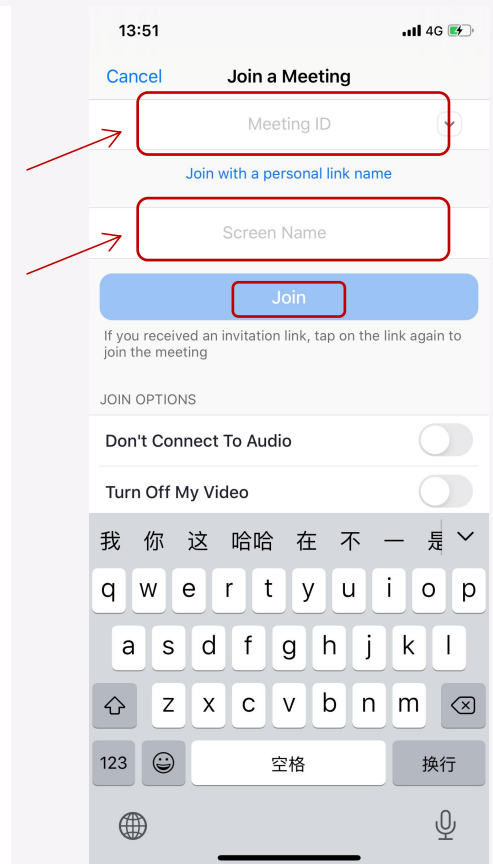 13:51 4G
Cancel Join a Meeting
Meeting ID
Join with a personal link name
Screen Name
Join
If you received an invitation link, tap on the link again to
join the meeting
JOIN OPTIONS
Don't Connect To Audio
Turn Off My Video
我 你 这 哈哈 在 不 一 是
q w e r t y u i o p
a s d f g h j k l
z x c v b n m
123 空格 换行